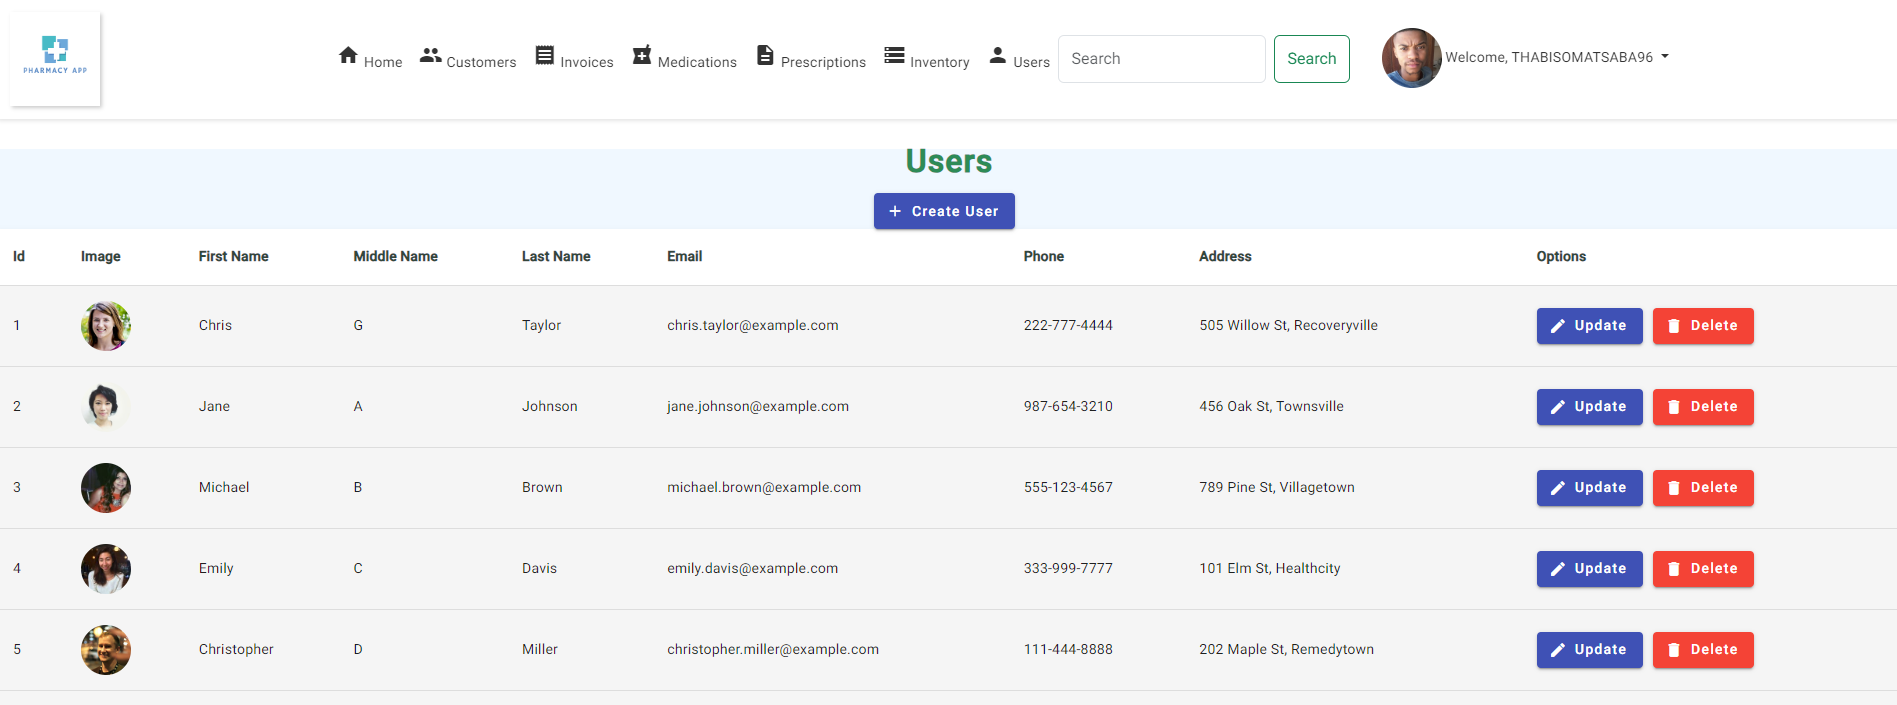 PHARMACY APP
Home Customers Invoices Medications Prescriptions Inventory Users Search Search Welcome, THABISOMATSABA96
Users
Create User
Id Image First Name Middle Name Last Name Email Phone Address Options
1 Chris G Taylor chris.taylor@example.com 222-777-4444 505 Willow St, Recoveryville Update Delete
2 Jane A Johnson jane.johnson@example.com 987-654-3210 456 Oak St, Townsville Update Delete
3 Michael B Brown michael.brown@example.com 555-123-4567 789 Pine St, Villagetown Update Delete
4 Emily C Davis emily.davis@example.com 333-999-7777 101 Elm St, Healthcity Update Delete
5 Christopher D Miller christopher.miller@example.com 111-444-8888 202 Maple St, Remedytown Update Delete